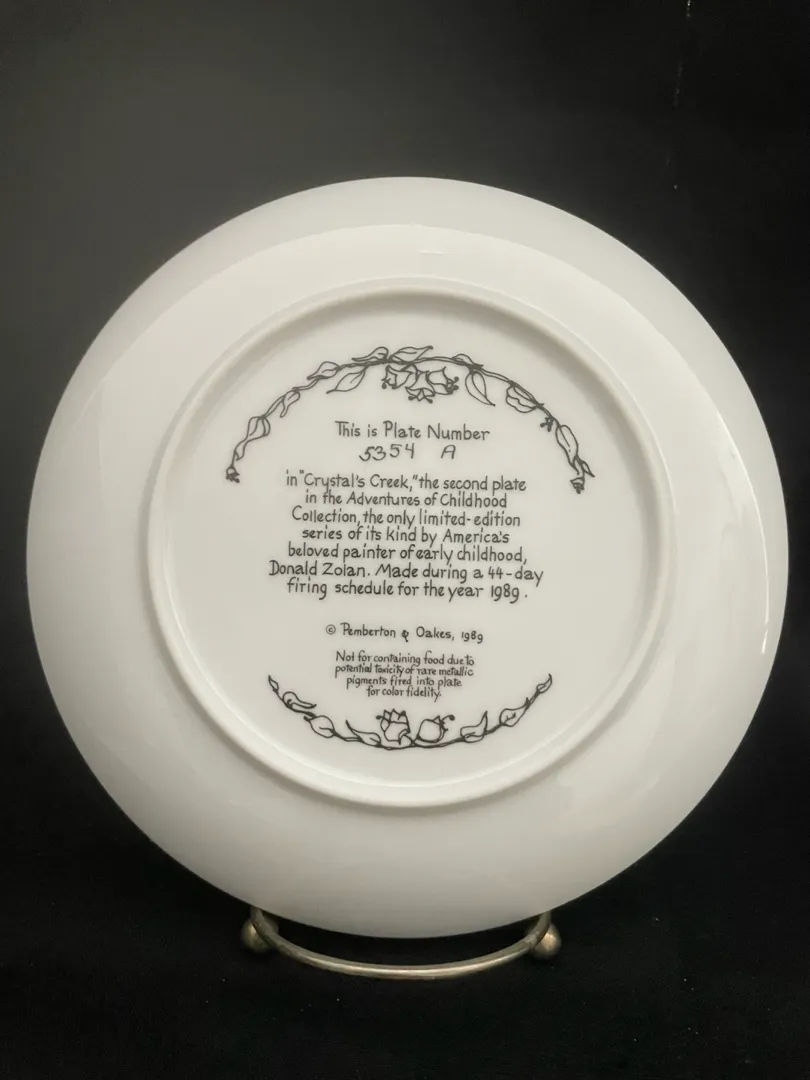 This is Plate Number
5354 A
in "Crystal's Creek," the second plate
in the Adventures of Childhood
Collection, the only limited-edition
series of its kind by America's
beloved painter of early childhood,
Donald Zolan. Made during a 44-day
firing schedule for the year 1989.
© Pemberton & Oakes, 1989
Not for containing food due to
potential toxicity of rare metallic
pigments fired into plate
for color fidelity.